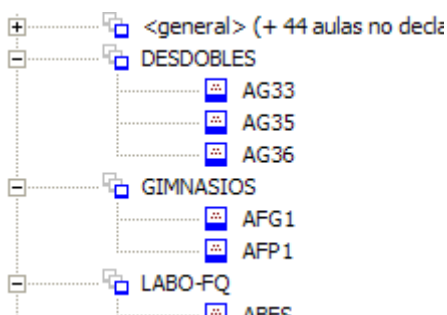 <general> (+ 44 aulas no decla
DESDOBLES
AG33
AG35
AG36
GIMNASIOS
AFG1
AFP1
LABO-FQ